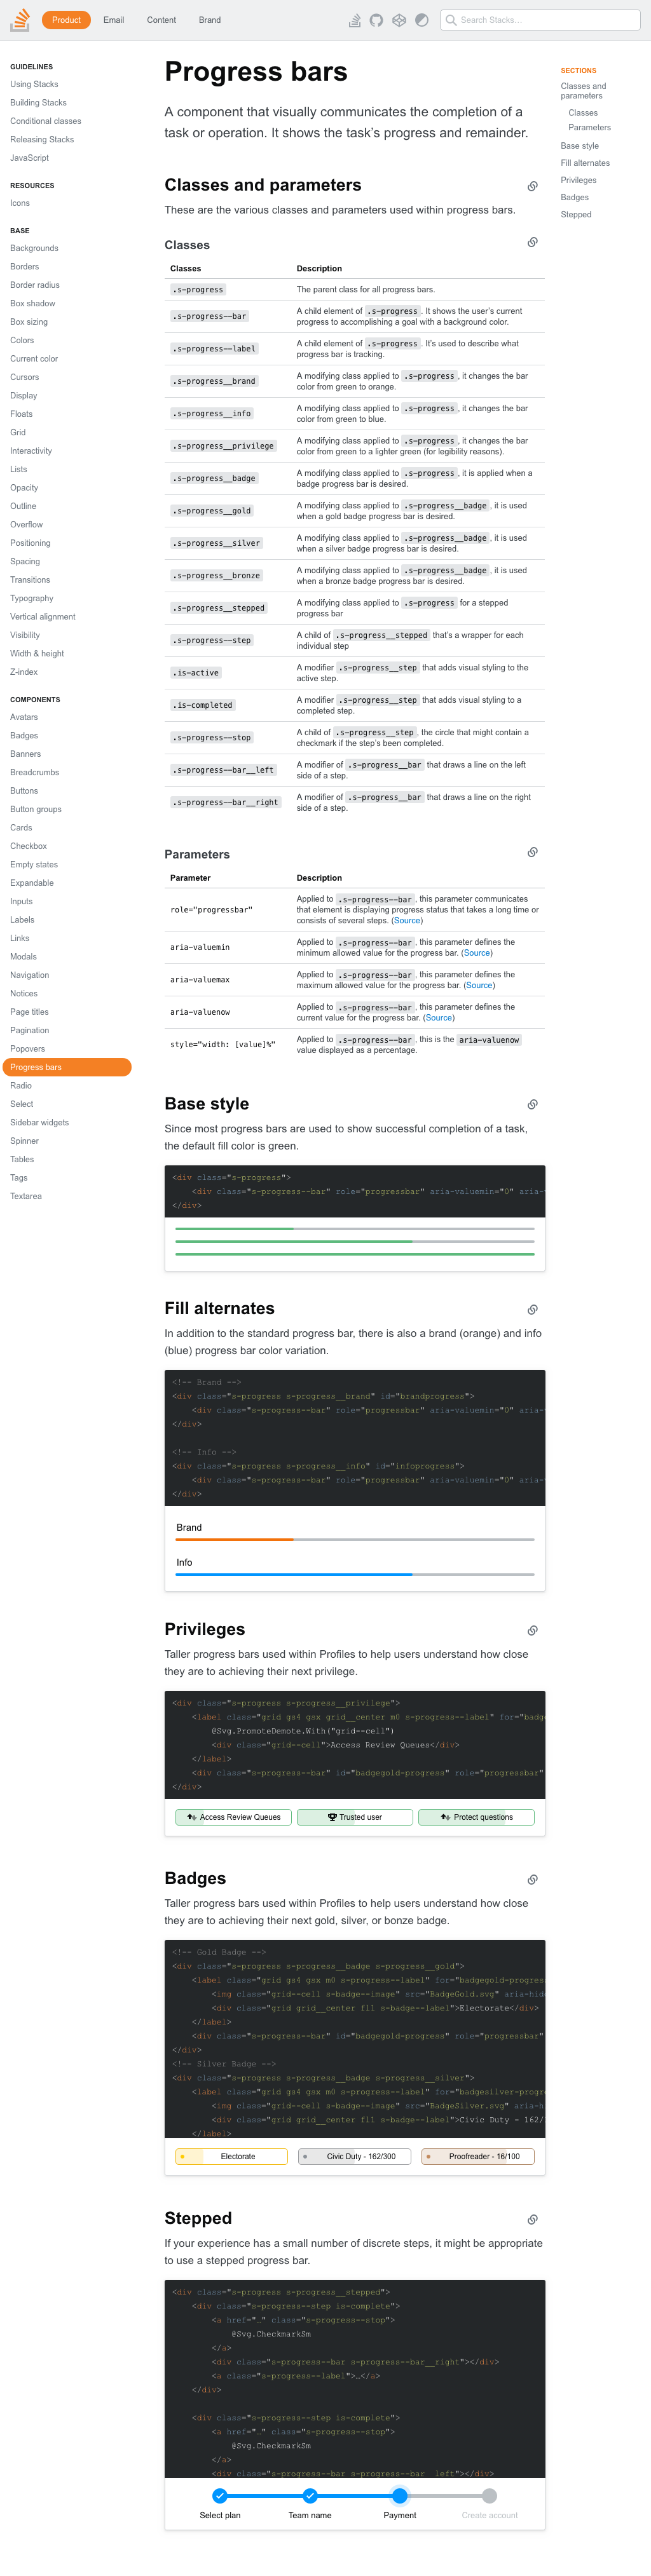 Product
Email
Content
Brand
Search Stacks…
GUIDELINES
Using Stacks
Building Stacks
Conditional classes
Releasing Stacks
JavaScript
RESOURCES
Icons
BASE
Backgrounds
Borders
Border radius
Box shadow
Box sizing
Colors
Current color
Cursors
Display
Floats
Grid
Interactivity
Lists
Opacity
Outline
Overflow
Positioning
Spacing
Transitions
Typography
Vertical alignment
Visibility
Width & height
Z-index
COMPONENTS
Avatars
Badges
Banners
Breadcrumbs
Buttons
Button groups
Cards
Checkbox
Empty states
Expandable
Inputs
Labels
Links
Modals
Navigation
Notices
Page titles
Pagination
Popovers
Progress bars
Radio
Select
Sidebar widgets
Spinner
Tables
Tags
Textarea
Progress bars
A component that visually communicates the completion of a
task or operation. It shows the task's progress and remainder.
Classes and parameters
These are the various classes and parameters used within progress bars.
Classes
Classes Description
.s-progress The parent class for all progress bars.
.s-progress--bar A child element of .s-progress. It shows the user's current
progress to accomplishing a goal with a background color.
.s-progress--label A child element of .s-progress. It's used to describe what
progress bar is tracking.
.s-progress__brand A modifying class applied to .s-progress, it changes the bar
color from green to orange.
.s-progress__info A modifying class applied to .s-progress, it changes the bar
color from green to blue.
.s-progress__privilege A modifying class applied to .s-progress, it changes the bar
color from green to a lighter green (for legibility reasons).
.s-progress__badge A modifying class applied to .s-progress, it is applied when a
badge progress bar is desired.
.s-progress__gold A modifying class applied to .s-progress__badge, it is used
when a gold badge progress bar is desired.
.s-progress__silver A modifying class applied to .s-progress__badge, it is used
when a silver badge progress bar is desired.
.s-progress__bronze A modifying class applied to .s-progress__badge, it is used
when a bronze badge progress bar is desired.
.s-progress__stepped A modifying class applied to .s-progress for a stepped
progress bar
.s-progress--step A child of .s-progress__stepped that's a wrapper for each
individual step
.is-active A modifier .s-progress__step that adds visual styling to the
active step.
.is-completed A modifier .s-progress__step that adds visual styling to a
completed step.
.s-progress--stop A child of .s-progress__step, the circle that might contain a
checkmark if the step's been completed.
.s-progress--bar__left A modifier of .s-progress__bar that draws a line on the left
side of a step.
.s-progress--bar__right A modifier of .s-progress__bar that draws a line on the right
side of a step.
Parameters
Parameter Description
role="progressbar" Applied to .s-progress--bar, this parameter communicates
that element is displaying progress status that takes a long time or
consists of several steps. (Source)
aria-valuemin Applied to .s-progress--bar, this parameter defines the
minimum allowed value for the progress bar. (Source)
aria-valuemax Applied to .s-progress--bar, this parameter defines the
maximum allowed value for the progress bar. (Source)
aria-valuenow Applied to .s-progress--bar, this parameter defines the
current value for the progress bar. (Source)
style="width: [value]%" Applied to .s-progress--bar, this is the aria-valuenow
value displayed as a percentage.
Base style
Since most progress bars are used to show successful completion of a task,
the default fill color is green.
<div class="s-progress">
<div class="s-progress--bar" role="progressbar" aria-valuemin="0" aria-v
</div>
Fill alternates
In addition to the standard progress bar, there is also a brand (orange) and info
(blue) progress bar color variation.
<!-- Brand -->
<div class="s-progress s-progress__brand" id="brandprogress">
<div class="s-progress--bar" role="progressbar" aria-valuemin="0" aria-v
</div>
<!-- Info -->
<div class="s-progress s-progress__info" id="infoprogress">
<div class="s-progress--bar" role="progressbar" aria-valuemin="0" aria-v
</div>
Brand
Info
Privileges
Taller progress bars used within Profiles to help users understand how close
they are to achieving their next privilege.
<div class="s-progress s-progress__privilege">
<label class="grid gs4 gsx grid__center m0 s-progress--label" for="badge
@Svg.PromoteDemote.With("grid--cell")
<div class="grid--cell">Access Review Queues</div>
</label>
<div class="s-progress--bar" id="badgegold-progress" role="progressbar"
</div>
Access Review Queues
Trusted user
Protect questions
Badges
Taller progress bars used within Profiles to help users understand how close
they are to achieving their next gold, silver, or bonze badge.
<!-- Gold Badge -->
<div class="s-progress s-progress__badge s-progress__gold">
<label class="grid gs4 gsx m0 s-progress--label" for="badgegold-progress
<img class="grid--cell s-badge--image" src="BadgeGold.svg" aria-hidd
<div class="grid grid__center fl1 s-badge--label">Electorate</div>
</label>
<div class="s-progress--bar" id="badgegold-progress" role="progressbar"
</div>
<!-- Silver Badge -->
<div class="s-progress s-progress__badge s-progress__silver">
<label class="grid gs4 gsx m0 s-progress--label" for="badgesilver-progre
<img class="grid--cell s-badge--image" src="BadgeSilver.svg" aria-h
<div class="grid grid__center fl1 s-badge--label">Civic Duty - 162/
</label>
Electorate
Civic Duty - 162/300
Proofreader - 16/100
Stepped
If your experience has a small number of discrete steps, it might be appropriate
to use a stepped progress bar.
<div class="s-progress s-progress__stepped">
<div class="s-progress--step is-complete">
<a href="…" class="s-progress--stop">
@Svg.CheckmarkSm
</a>
<div class="s-progress--bar s-progress--bar__right"></div>
<a class="s-progress--label">…</a>
</div>
<div class="s-progress--step is-complete">
<a href="…" class="s-progress--stop">
@Svg.CheckmarkSm
</a>
<div class="s-progress--bar s-progress--bar__left"></div>
Select plan
Team name
Payment
Create account
SECTIONS
Classes and
parameters
Classes
Parameters
Base style
Fill alternates
Privileges
Badges
Stepped